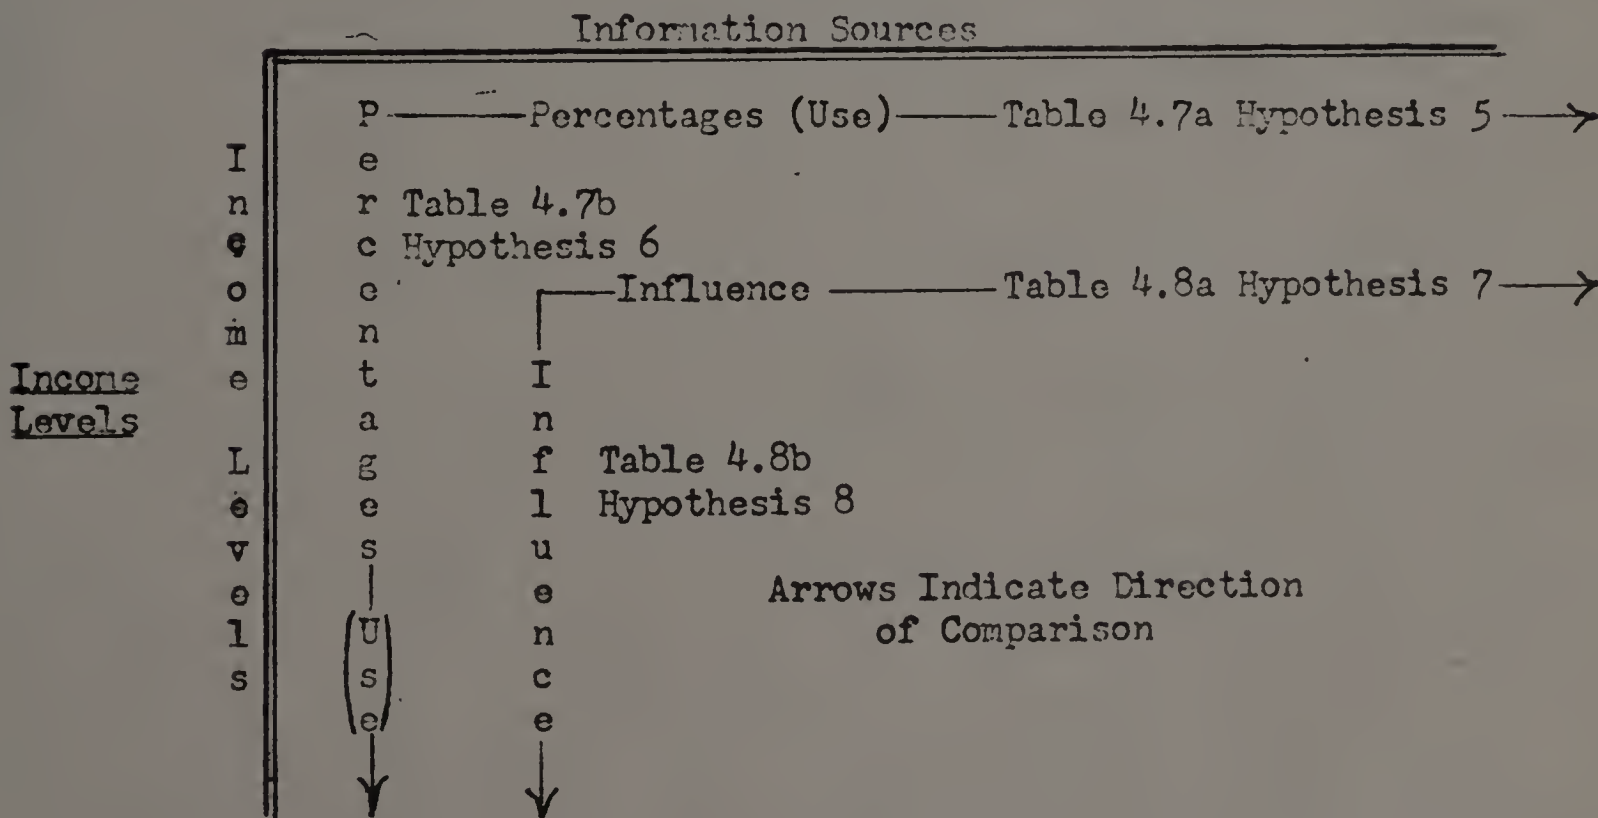 Information Sources
Percentages (Use) Table 4.7a Hypothesis 5
Income Levels
Percentages (Use)
Table 4.7b
Hypothesis 6
Influence Table 4.8a Hypothesis 7
Income
Levels
Influence
Table 4.8b
Hypothesis 8
Arrows Indicate Direction
of Comparison